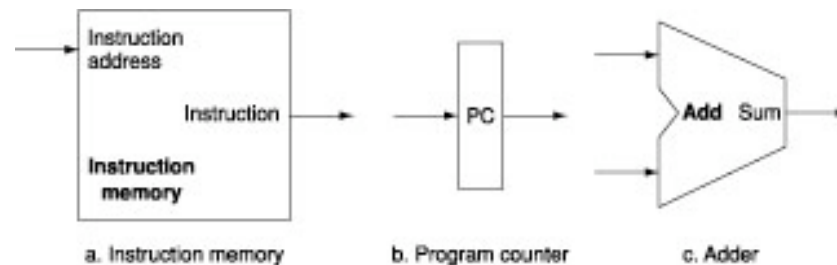 Instruction
address
Instruction
Instruction
memory
PC
Add Sum
a. Instruction memory
b. Program counter
c. Adder